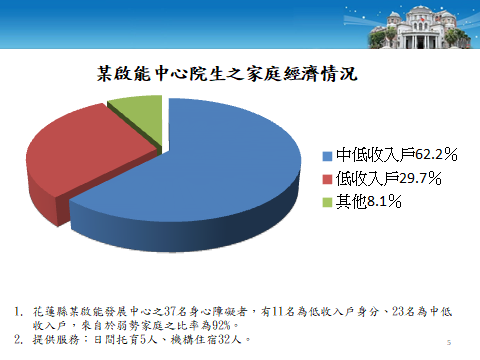 某啟能中心院生之家庭經濟情況
中低收入戶62.2%
低收入戶29.7%
其他8.1%
1. 花蓮縣某啟能發展中心之37名身心障礙者，有11名為低收入戶身分、23名為中低
收入戶，來自於弱勢家庭之比率為92%。
2. 提供服務：日間托育5人、機構住宿32人。
5